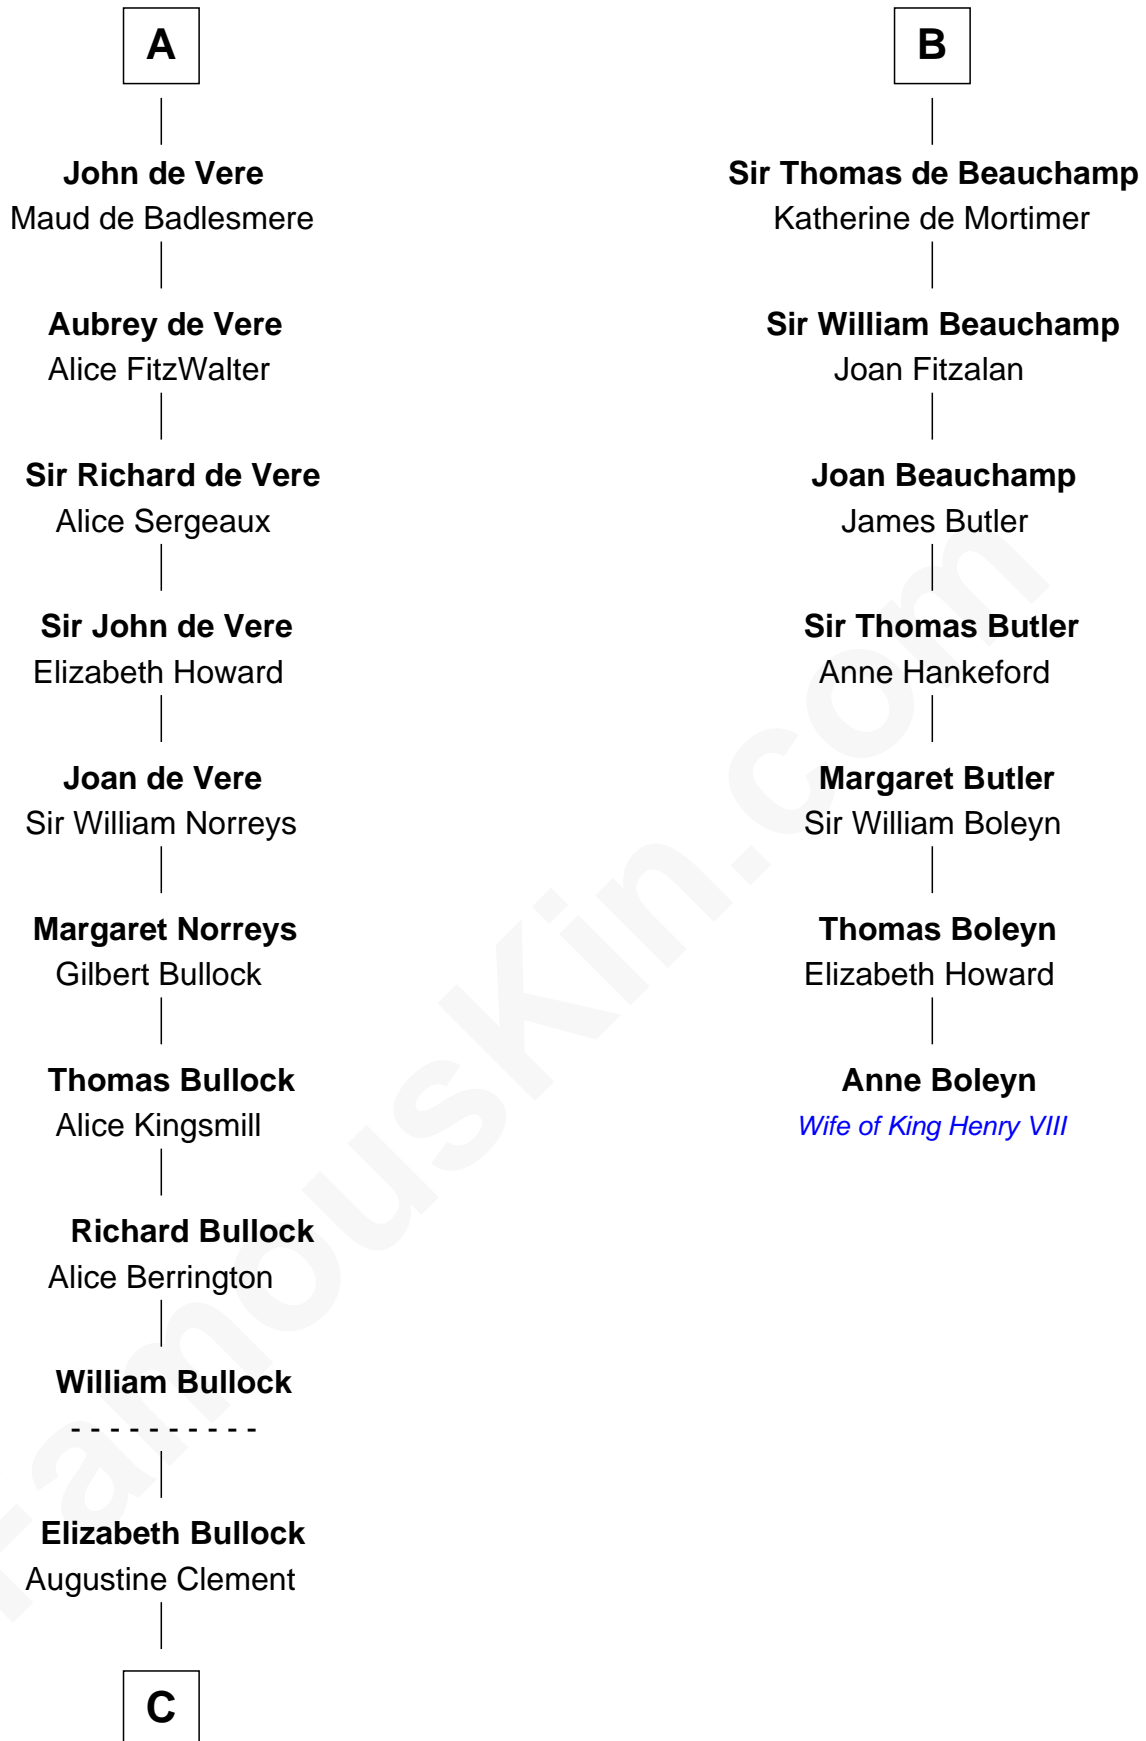 A
John de Vere
Maud de Badlesmere
Aubrey de Vere
Alice FitzWalter
Sir Richard de Vere
Alice Sergeaux
Sir John de Vere
Elizabeth Howard
Joan de Vere
Sir William Norreys
Margaret Norreys
Gilbert Bullock
Thomas Bullock
Alice Kingsmill
Richard Bullock
Alice Berrington
William Bullock
- - - - - - - - - -
Elizabeth Bullock
Augustine Clement
C
B
Sir Thomas de Beauchamp
Katherine de Mortimer
Sir William Beauchamp
Joan Fitzalan
Joan Beauchamp
James Butler
Sir Thomas Butler
Anne Hankeford
Margaret Butler
Sir William Boleyn
Thomas Boleyn
Elizabeth Howard
Anne Boleyn
Wife of King Henry VIII
FamousKin.com